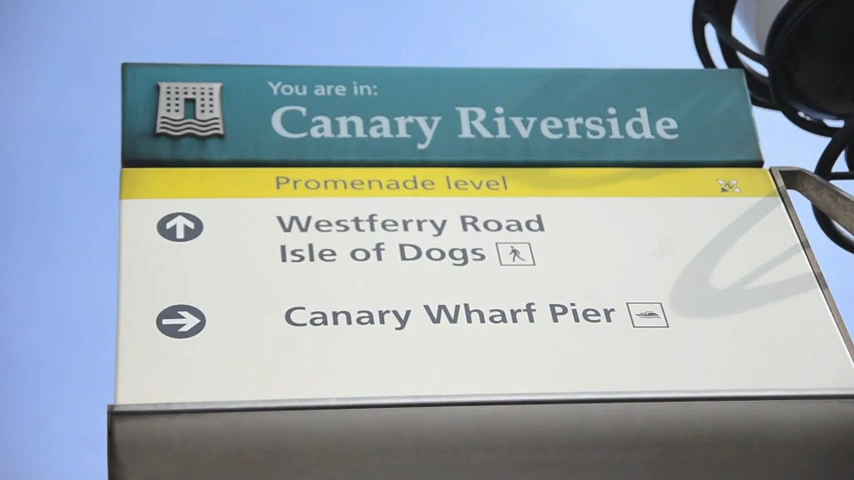 You are in:
Canary Riverside
Promenade level
Westferry Road
Isle of Dogs
Canary Wharf Pier